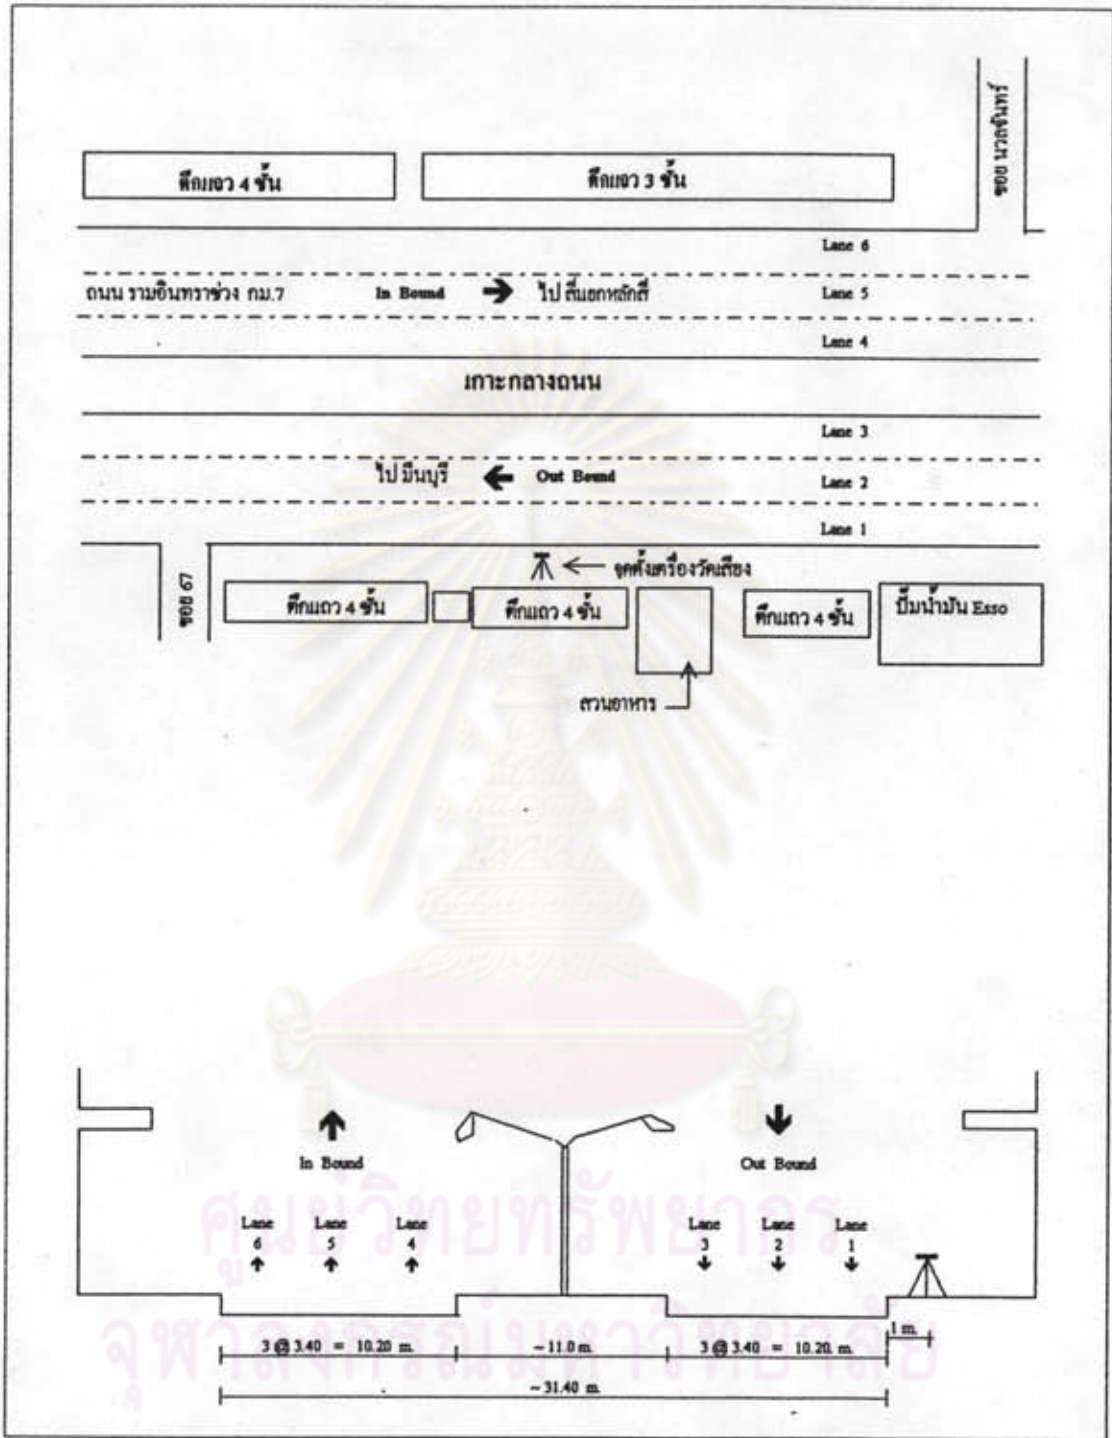 ซอย นวลจันทร์
ตึกแถว 4 ชั้น
ตึกแถว 3 ชั้น
Lane 6
ถนน รามอินทราช่วง กม.7 In Bound ไป สี่แยกหลักสี่ Lane 5
Lane 4
เกาะกลางถนน
Lane 3
ไป มีนบุรี Out Bound Lane 2
Lane 1
จุดตั้งเครื่องวัดเสียง
ซอย 67
ตึกแถว 4 ชั้น
ตึกแถว 4 ชั้น
ตึกแถว 4 ชั้น
ปั๊มน้ำมัน Esso
สวนอาหาร
In Bound
Out Bound
Lane Lane Lane Lane Lane Lane
6 5 4 3 2 1
1 m.
3 @ 3.40 = 10.20 m. ~11.0 m. 3 @ 3.40 = 10.20. m.
~ 31.40 m.
ศูนย์วิทยทรัพยากร
จุฬาลงกรณ์มหาวิทยาลัย